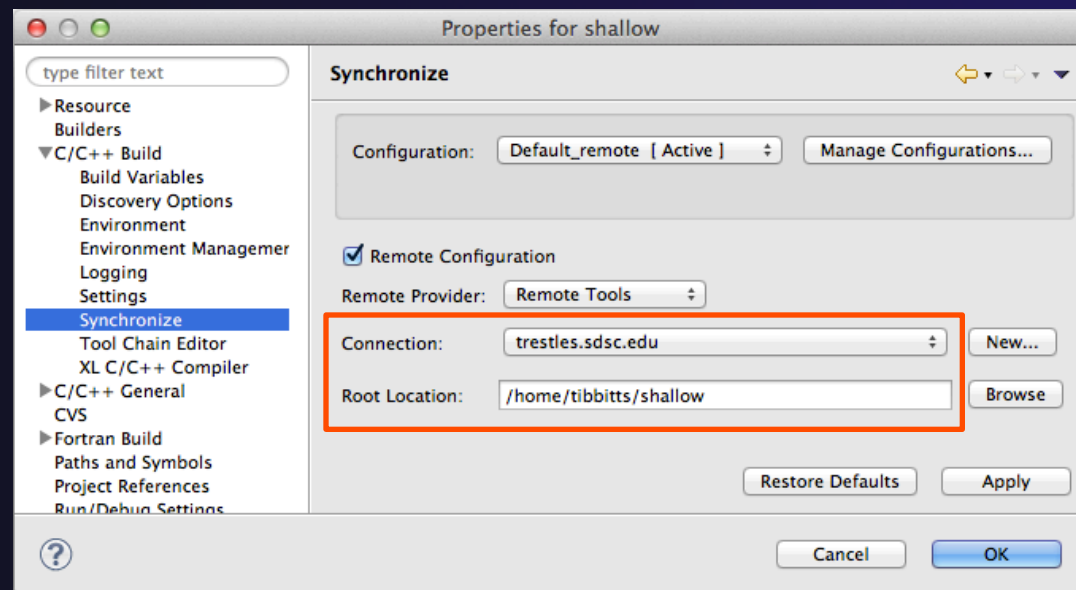 Properties for shallow
type filter text
Resource
Builders
C/C++ Build
Build Variables
Discovery Options
Environment
Environment Managemer
Logging
Settings
Synchronize
Tool Chain Editor
XL C/C++ Compiler
C/C++ General
CVS
Fortran Build
Paths and Symbols
Project References
Run/Debug Settings
Synchronize
Configuration: Default_remote [ Active ] Manage Configurations...
Remote Configuration
Remote Provider: Remote Tools
Connection: trestles.sdsc.edu New...
Root Location: /home/tibbitts/shallow Browse
Restore Defaults Apply
? Cancel OK